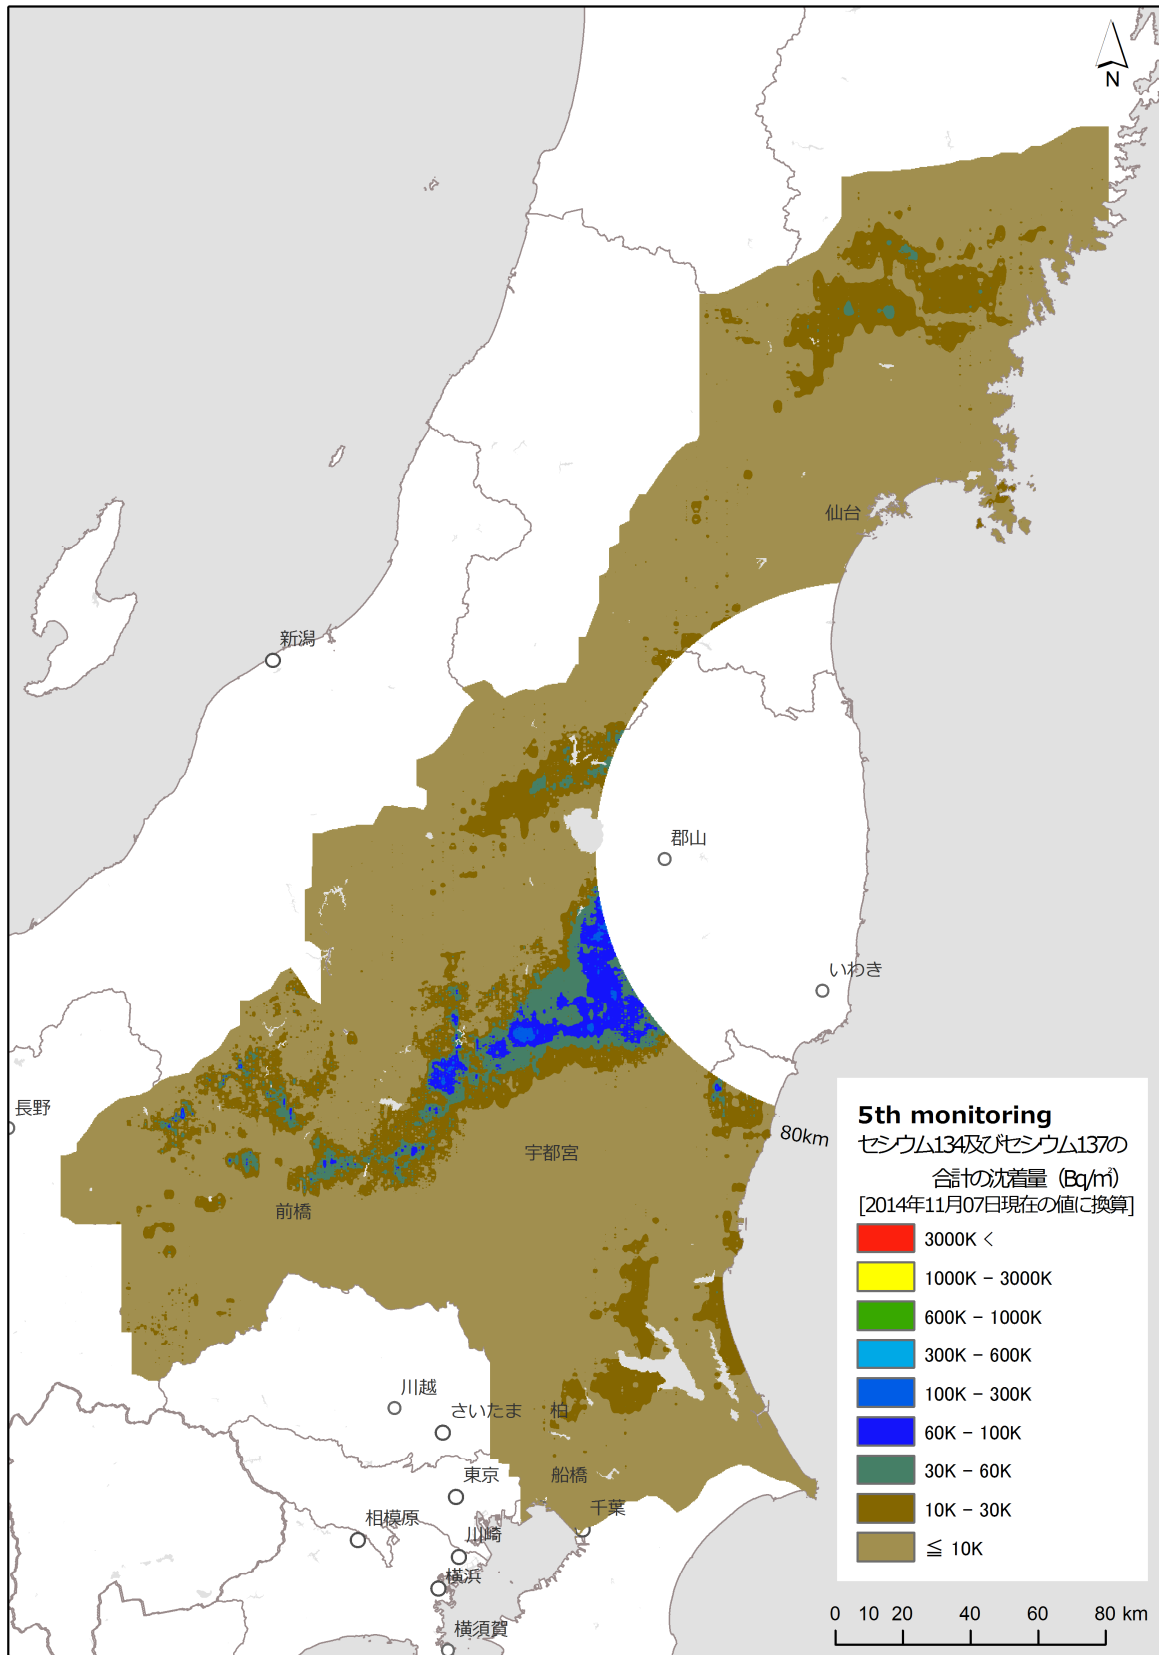 N
仙台
新潟
郡山
いわき
長野
80km
宇都宮
前橋
川越
さいたま
柏
東京
船橋
相模原
千葉
川崎
横浜
横須賀
5th monitoring
セシウム134及びセシウム137の
合計の沈着量（Bq/㎡）
[2014年11月07日現在の値に換算]
3000K <
1000K - 3000K
600K - 1000K
300K - 600K
100K - 300K
60K - 100K
30K - 60K
10K - 30K
≦ 10K
0 10 20 40 60 80 km